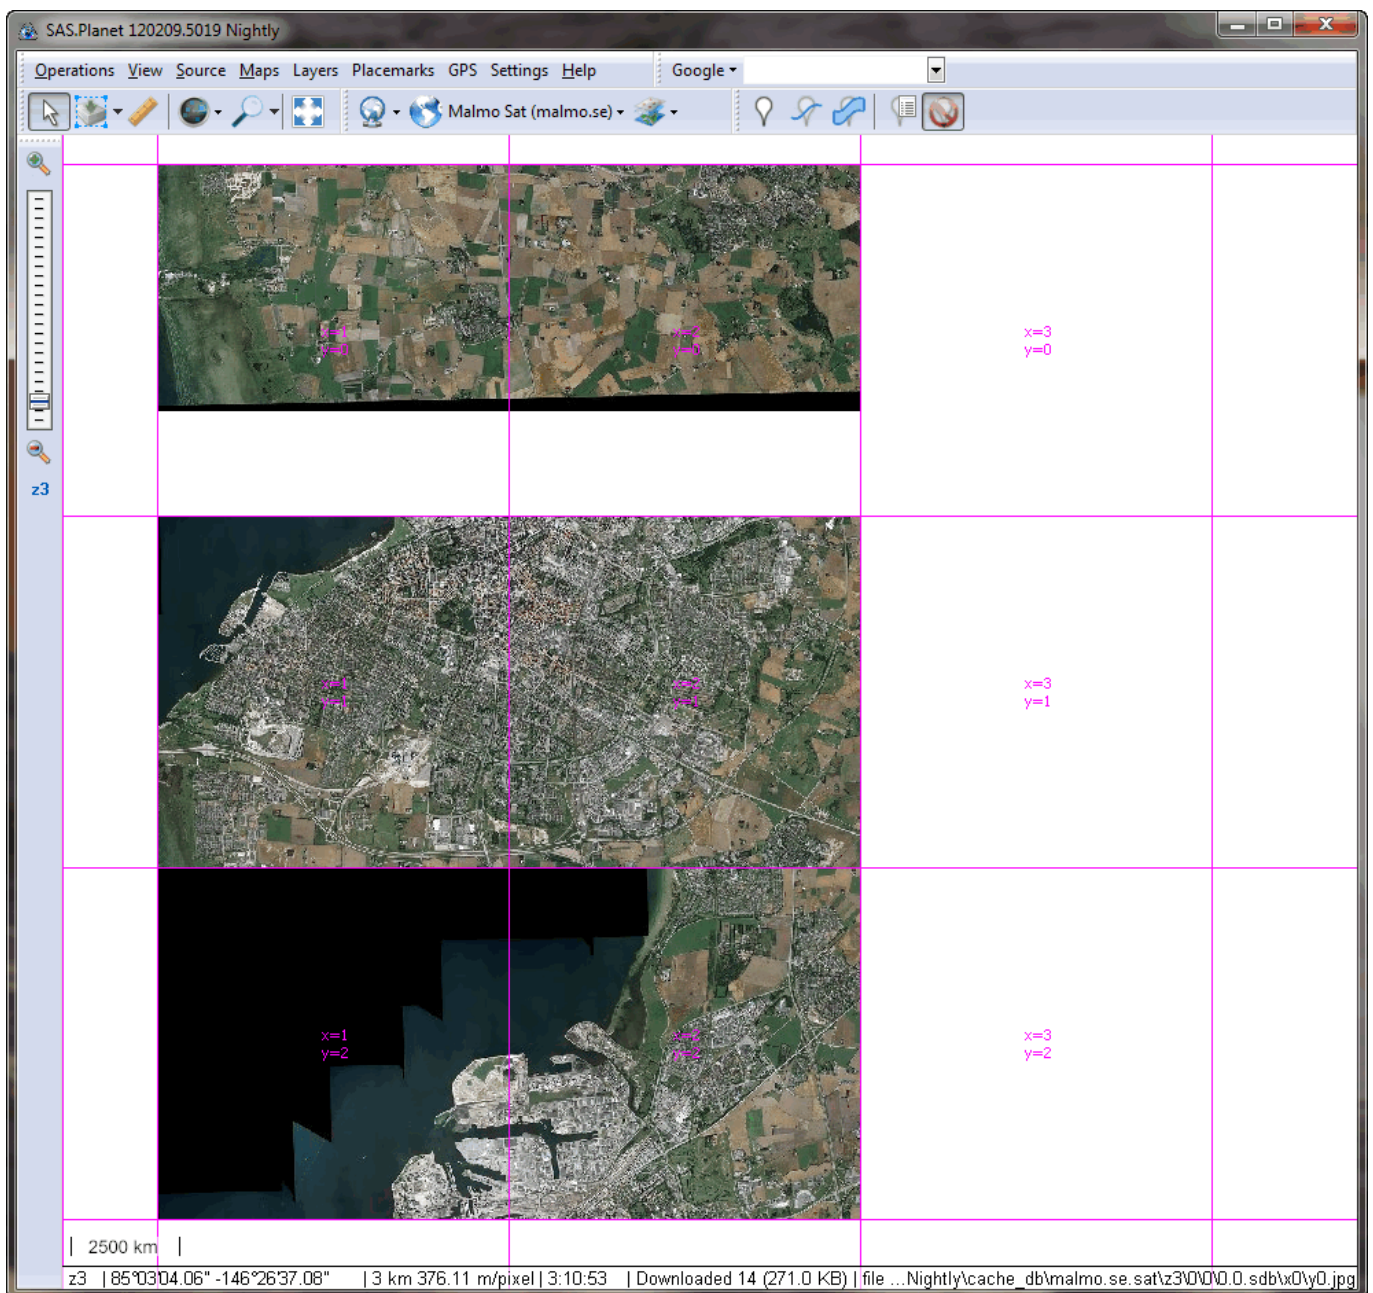 SAS.Planet 120209.5019 Nightly
Operations View Source Maps Layers Placemarks GPS Settings Help Google
Malmo Sat (malmo.se)
x=1 x=2 x=3
y=0 y=0 y=0
z3
x=1 x=2 x=3
y=1 y=1 y=1
x=1 x=2 x=3
y=2 y=2 y=2
2500 km
z3 | 85°03'04.06" -146°26'37.08" | 3 km 376.11 m/pixel | 3:10:53 | Downloaded 14 (271.0 KB) | file ...Nightly\cache_db\malmo.se.sat\z3\0\0\0.0.sdb\x0\y0.jpg